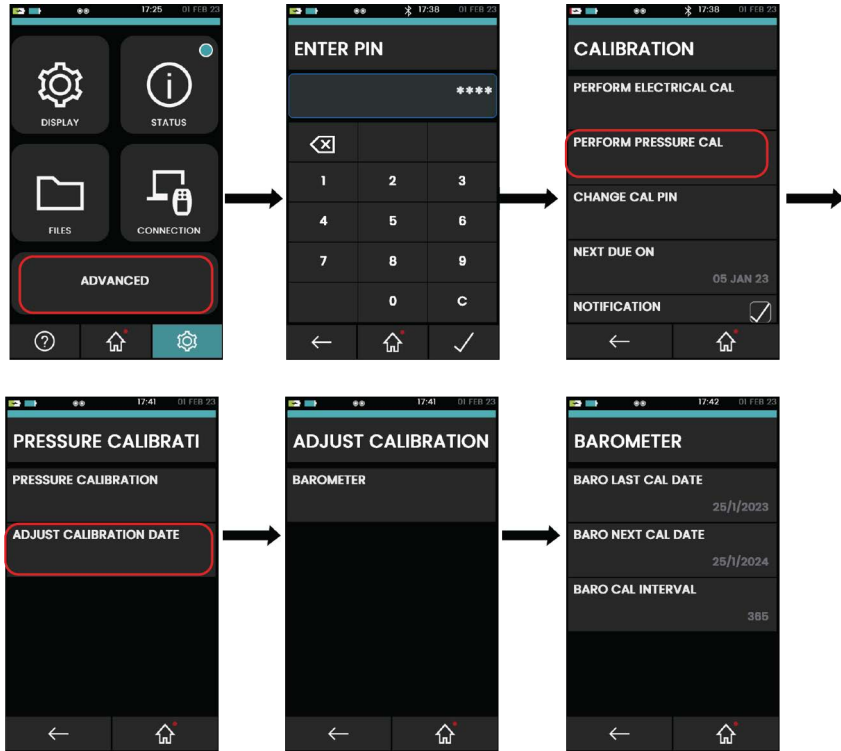 17:25 01 FEB 23
DISPLAY
STATUS
FILES
CONNECTION
ADVANCED
17:38 01 FEB 23
ENTER PIN
****
1 2 3
4 5 6
7 8 9
0 C
17:38 01 FEB 23
CALIBRATION
PERFORM ELECTRICAL CAL
PERFORM PRESSURE CAL
CHANGE CAL PIN
NEXT DUE ON
05 JAN 23
NOTIFICATION
17:41 01 FEB 23
PRESSURE CALIBRATI
PRESSURE CALIBRATION
ADJUST CALIBRATION DATE
17:41 01 FEB 23
ADJUST CALIBRATION
BAROMETER
17:42 01 FEB 23
BAROMETER
BARO LAST CAL DATE
25/1/2023
BARO NEXT CAL DATE
25/1/2024
BARO CAL INTERVAL
365